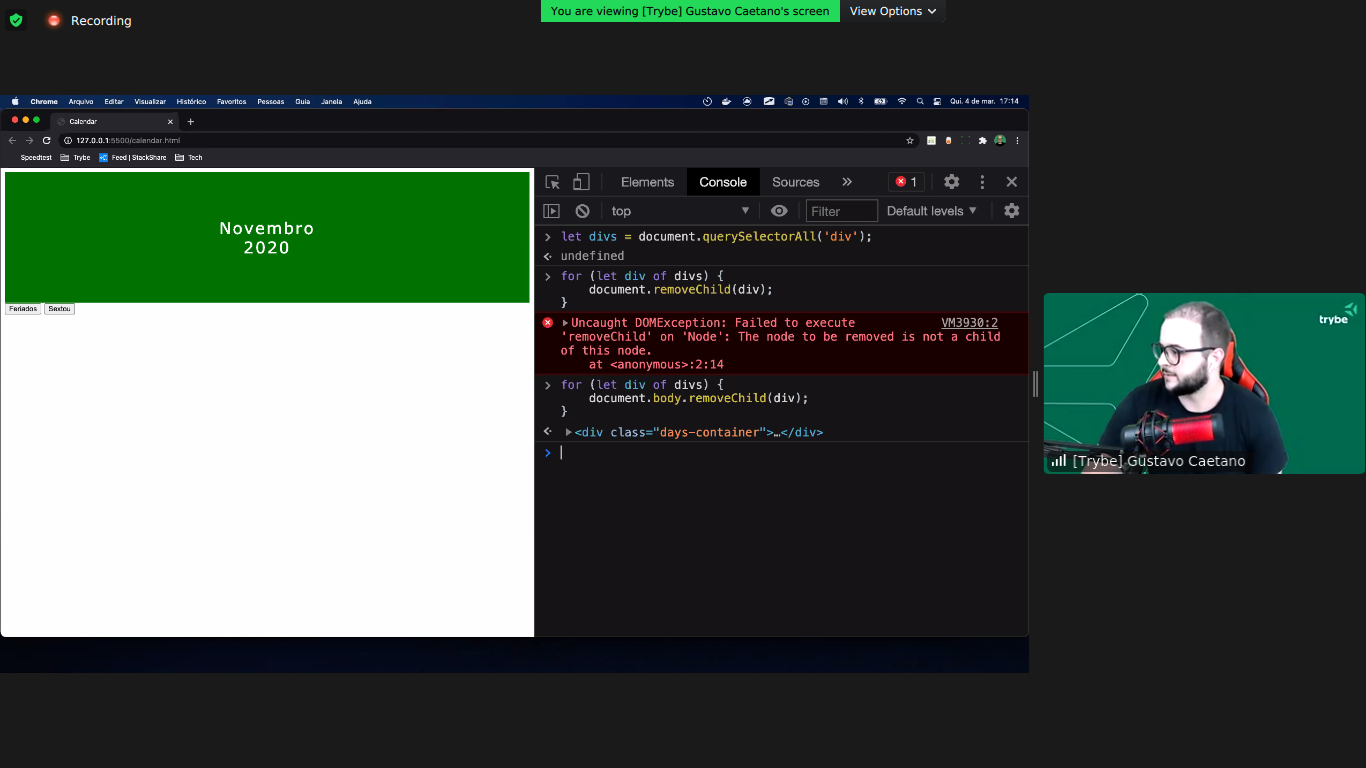 Recording
You are viewing [Trybe] Gustavo Caetano's screen
View Options
Chrome Arquivo Editar Visualizar Histórico Favoritos Pessoas Guia Janela Ajuda
Qui. 4 de mar. 17:14
Calendar
127.0.0.1:5500/calendar.html
Speedtest Trybe Feed | StackShare Tech
Novembro
2020
Feriados Sextou
Elements Console Sources » 1
top Filter Default levels
let divs = document.querySelectorAll('div');
undefined
for (let div of divs) {
document.removeChild(div);
}
Uncaught DOMException: Failed to execute VM3930:2
'removeChild' on 'Node': The node to be removed is not a child
of this node.
at <anonymous>:2:14
for (let div of divs) {
document.body.removeChild(div);
}
<div class="days-container">…</div>
trybe
[Trybe] Gustavo Caetano